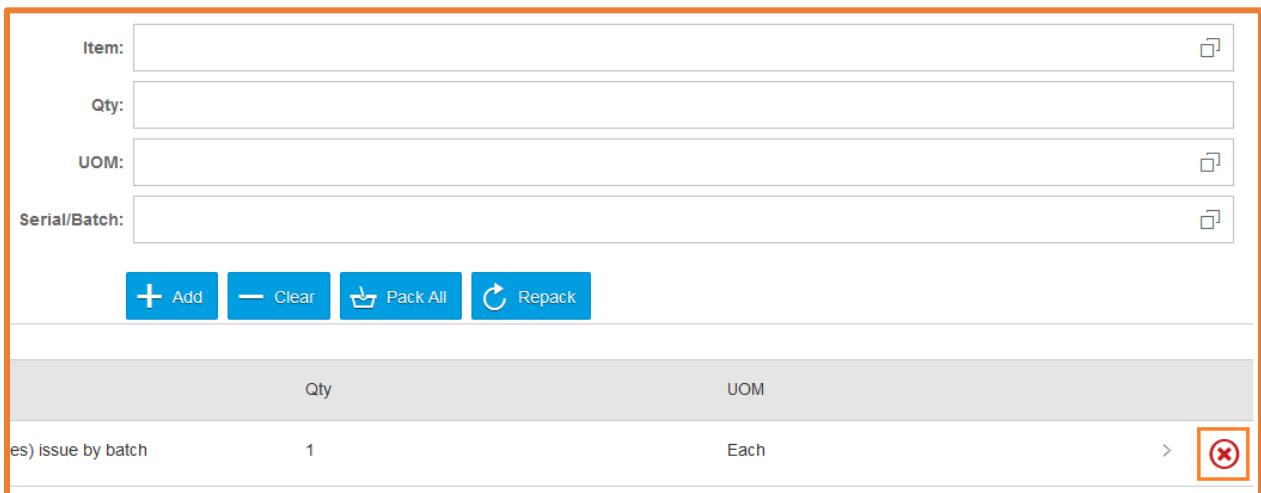 Item:
Qty:
UOM:
Serial/Batch:
Add Clear Pack All Repack
Qty UOM
es) issue by batch 1 Each